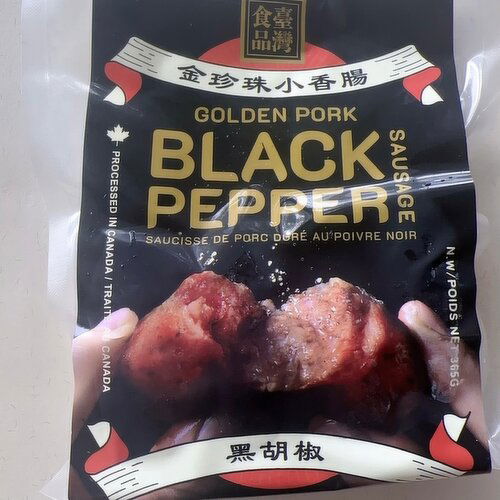 臺灣
食品
金珍珠小香腸
GOLDEN PORK
BLACK
PEPPER
SAUSAGE
SAUCISSE DE PORC DORÉ AU POIVRE NOIR
PROCESSED IN CANADA / TRAITÉ AU CANADA
N.W/POIDS NET 365G
黑胡椒